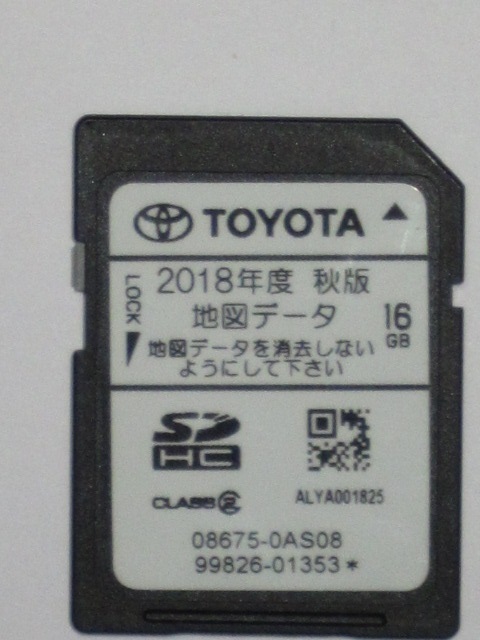 TOYOTA
2018年度 秋版
LOCK
地図データ
16
GB
地図データを消去しない
ようにして下さい
SD
HC
CLASS 2
ALYA001825
08675-0AS08
99826-01353*